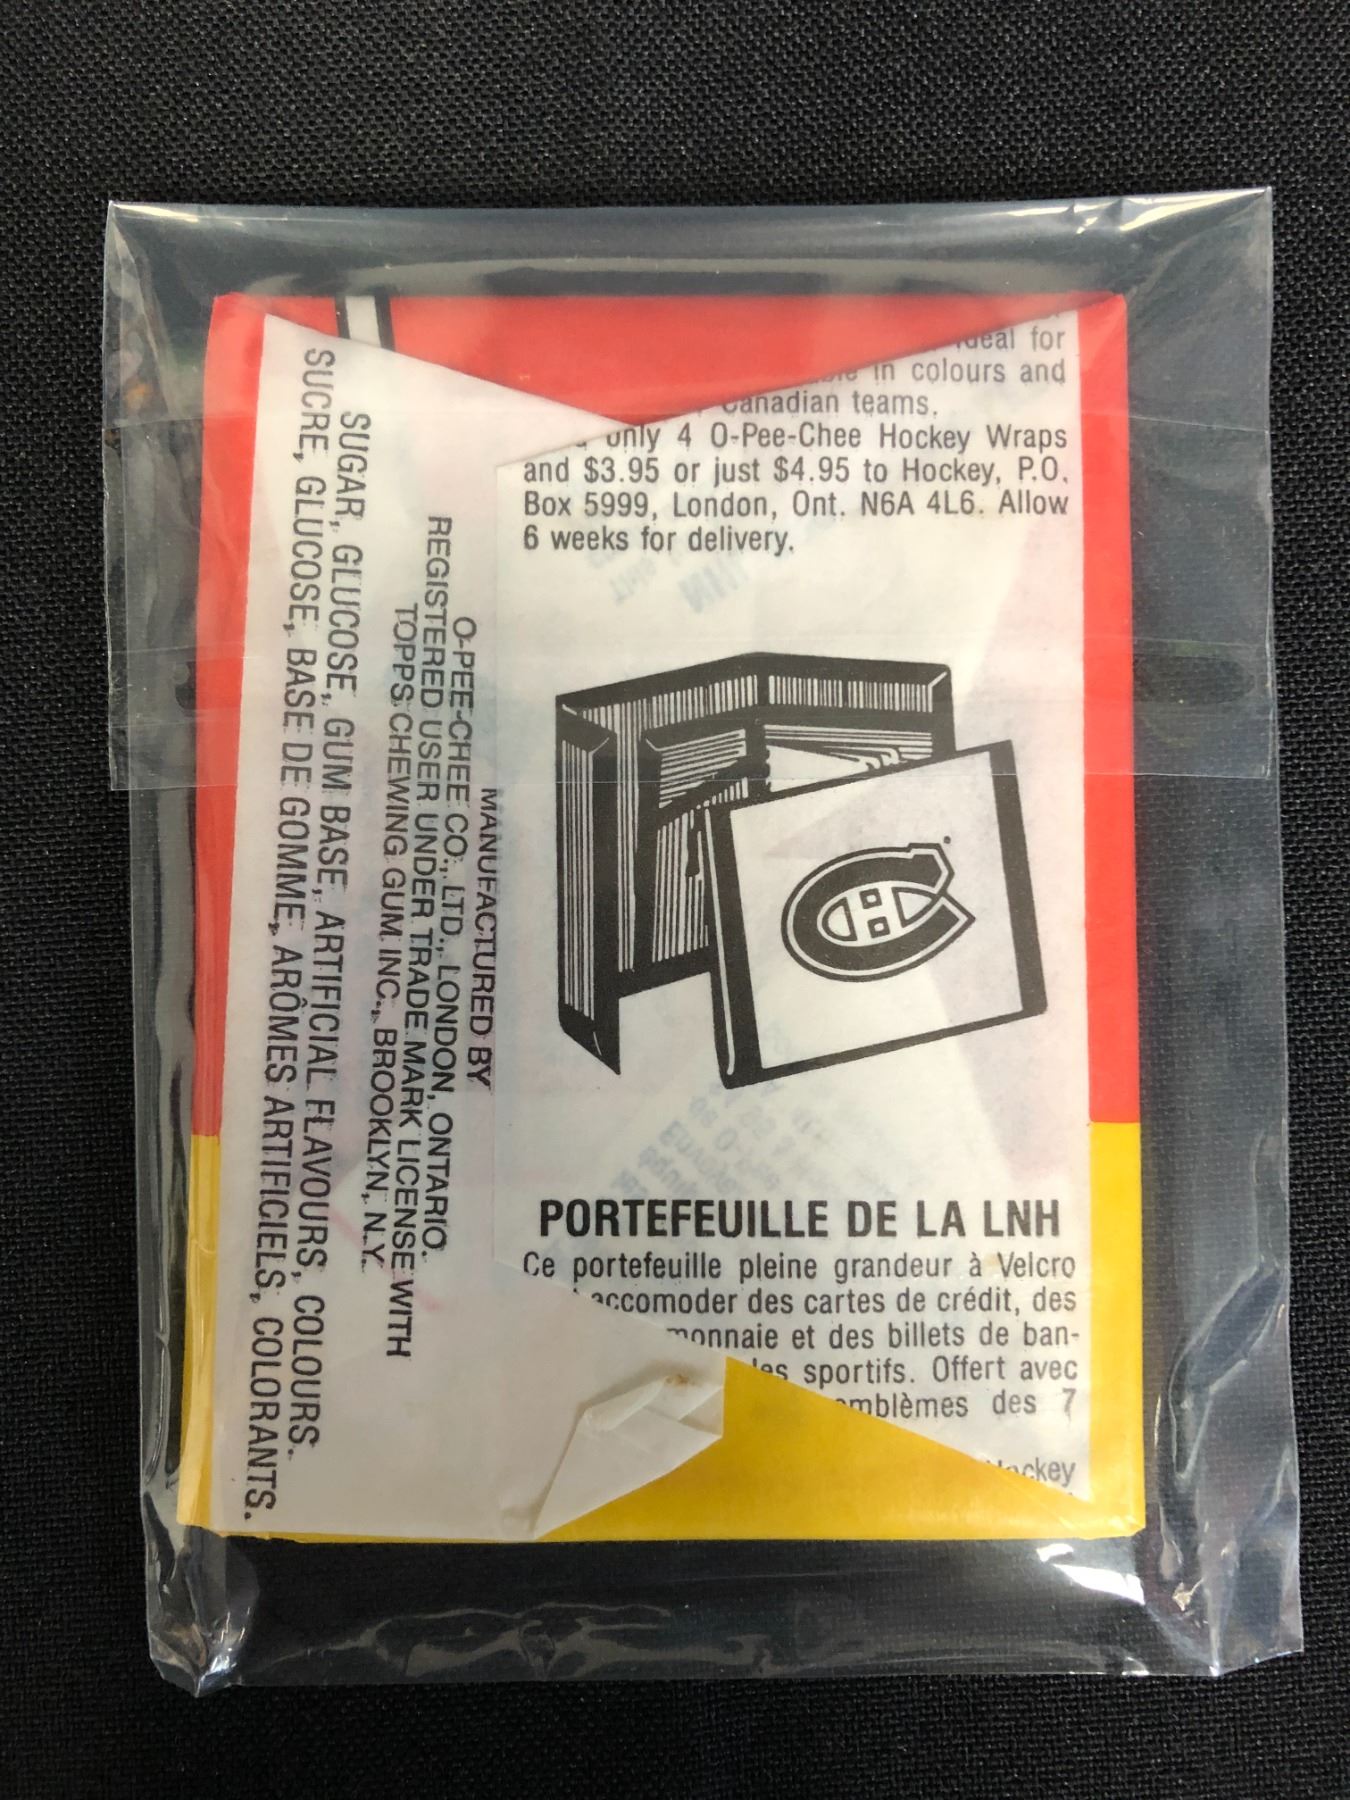 ideal for
in colours and
Canadian teams.
only 4 O-Pee-Chee Hockey Wraps
and $3.95 or just $4.95 to Hockey, P.O.
Box 5999, London, Ont. N6A 4L6. Allow
6 weeks for delivery.
PORTEFEUILLE DE LA LNH
Ce portefeuille pleine grandeur à Velcro
accomoder des cartes de crédit, des
monnaie et des billets de ban-
les sportifs. Offert avec
emblèmes des 7
Hockey
MANUFACTURED BY
O-PEE-CHEE CO., LTD., LONDON, ONTARIO.
REGISTERED USER UNDER TRADE MARK LICENSE WITH
TOPPS CHEWING GUM INC., BROOKLYN, N.Y.
SUGAR, GLUCOSE, GUM BASE, ARTIFICIAL FLAVOURS, COLOURS.
SUCRE, GLUCOSE, BASE DE GOMME, ARÔMES ARTIFICIELS, COLORANTS.